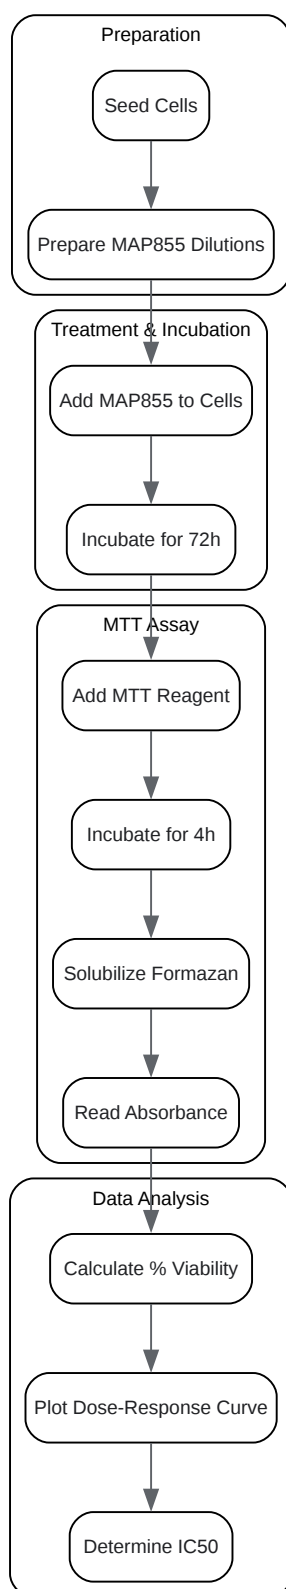 Preparation
Seed Cells
Prepare MAP855 Dilutions
Treatment & Incubation
Add MAP855 to Cells
Incubate for 72h
MTT Assay
Add MTT Reagent
Incubate for 4h
Solubilize Formazan
Read Absorbance
Data Analysis
Calculate % Viability
Plot Dose-Response Curve
Determine IC50